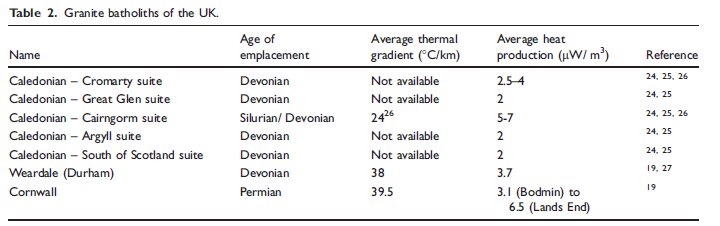 Table 2. Granite batholiths of the UK.
Age of Average thermal Average heat
Name emplacement gradient (°C/km) production (μW/ m³) Reference
Caledonian – Cromarty suite Devonian Not available 2.5–4 24, 25, 26
Caledonian – Great Glen suite Devonian Not available 2 24, 25
Caledonian – Cairngorm suite Silurian/ Devonian 24²⁶ 5-7 24, 25, 26
Caledonian – Argyll suite Devonian Not available 2 24, 25
Caledonian – South of Scotland suite Devonian Not available 2 24, 25
Weardale (Durham) Devonian 38 3.7 19, 27
Cornwall Permian 39.5 3.1 (Bodmin) to 19
6.5 (Lands End)